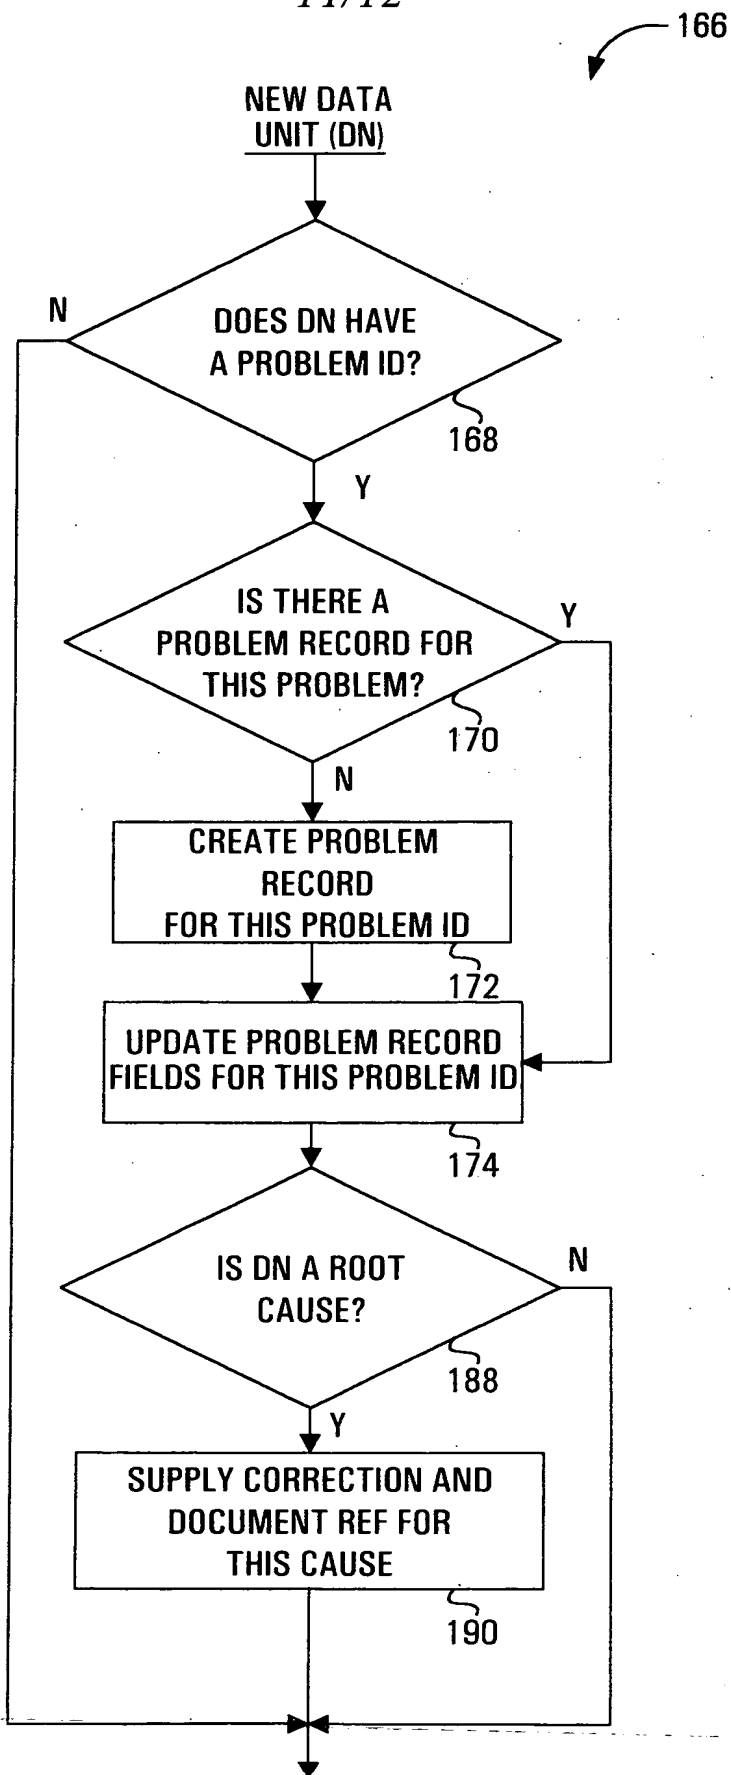 166
NEW DATA
UNIT (DN)
N
DOES DN HAVE
A PROBLEM ID?
168
Y
IS THERE A
PROBLEM RECORD FOR
THIS PROBLEM?
Y
170
N
CREATE PROBLEM
RECORD
FOR THIS PROBLEM ID
172
UPDATE PROBLEM RECORD
FIELDS FOR THIS PROBLEM ID
174
IS DN A ROOT
CAUSE?
N
188
Y
SUPPLY CORRECTION AND
DOCUMENT REF FOR
THIS CAUSE
190